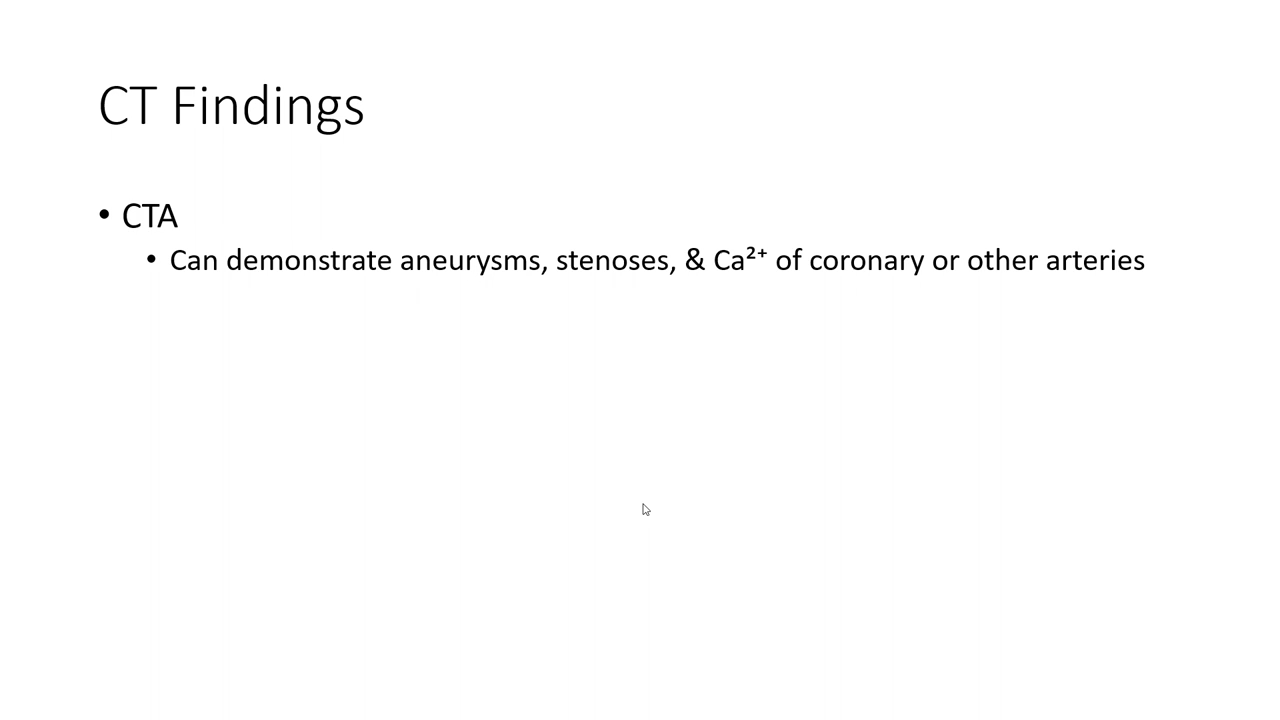 CT Findings
• CTA
• Can demonstrate aneurysms, stenoses, & Ca²⁺ of coronary or other arteries